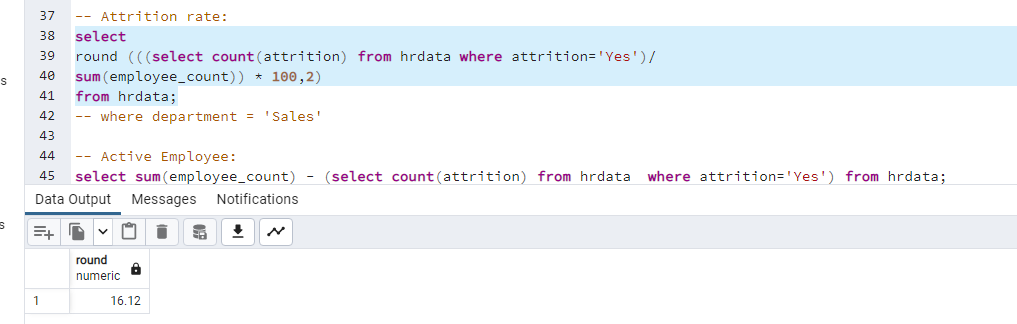 37 -- Attrition rate:
38 select
39 round (((select count(attrition) from hrdata where attrition='Yes')/
s
40 sum(employee_count)) * 100,2)
41 from hrdata;
42 -- where department = 'Sales'
43
44 -- Active Employee:
45 select sum(employee_count) - (select count(attrition) from hrdata  where attrition='Yes') from hrdata;
Data Output Messages Notifications
s
round
numeric
1 16.12